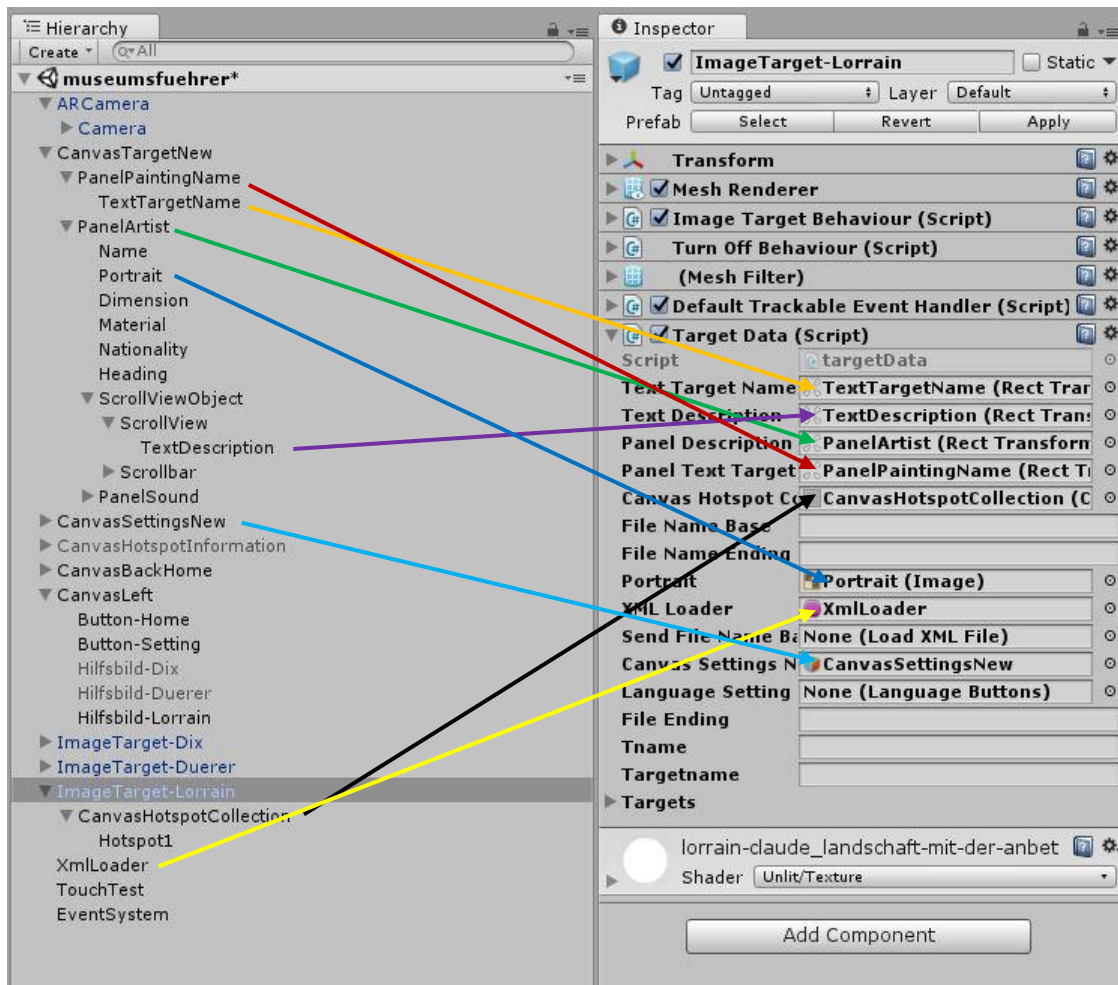 Hierarchy
Create
All
museumsfuehrer*
ARCamera
Camera
CanvasTargetNew
PanelPaintingName
TextTargetName
PanelArtist
Name
Portrait
Dimension
Material
Nationality
Heading
ScrollViewObject
ScrollView
TextDescription
Scrollbar
PanelSound
CanvasSettingsNew
CanvasHotspotInformation
CanvasBackHome
CanvasLeft
Button-Home
Button-Setting
Hilfsbild-Dix
Hilfsbild-Duerer
Hilfsbild-Lorrain
ImageTarget-Dix
ImageTarget-Duerer
ImageTarget-Lorrain
CanvasHotspotCollection
Hotspot1
XmlLoader
TouchTest
EventSystem
Inspector
ImageTarget-Lorrain Static
Tag Untagged Layer Default
Prefab Select Revert Apply
Transform
Mesh Renderer
Image Target Behaviour (Script)
Turn Off Behaviour (Script)
(Mesh Filter)
Default Trackable Event Handler (Script)
Target Data (Script)
Script targetData
Text Target Name TextTargetName (Rect Tran
Text Description TextDescription (Rect Trans
Panel Description PanelArtist (Rect Transform
Panel Text Target PanelPaintingName (Rect Tr
Canvas Hotspot Co CanvasHotspotCollection (C
File Name Base
File Name Ending
Portrait Portrait (Image)
XML Loader XmlLoader
Send File Name Ba None (Load XML File)
Canvas Settings N CanvasSettingsNew
Language Setting None (Language Buttons)
File Ending
Tname
Targetname
Targets
lorrain-claude_landschaft-mit-der-anbet
Shader Unlit/Texture
Add Component